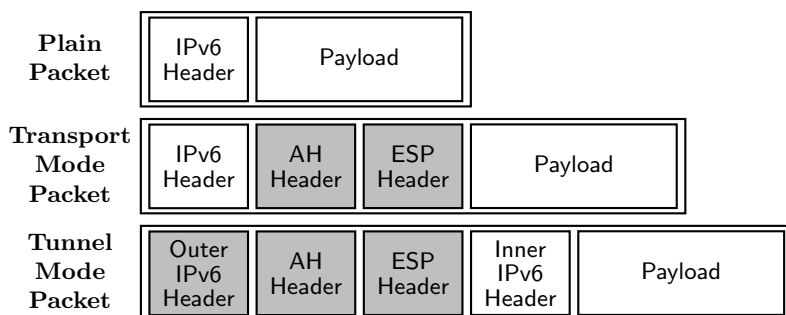 Plain
Packet
IPv6
Header
Payload
Transport
Mode
Packet
IPv6
Header
AH
Header
ESP
Header
Payload
Tunnel
Mode
Packet
Outer
IPv6
Header
AH
Header
ESP
Header
Inner
IPv6
Header
Payload